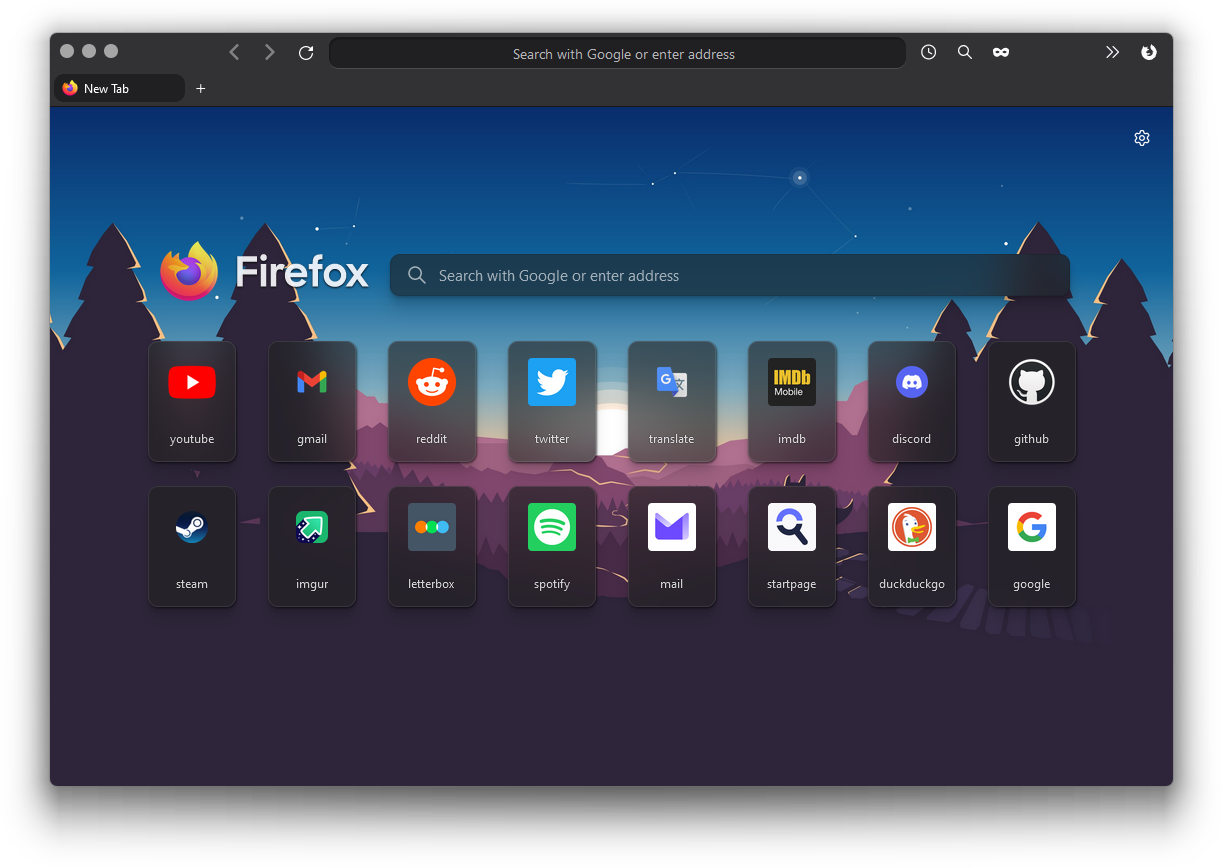 Search with Google or enter address
New Tab
Firefox
Search with Google or enter address
youtube
gmail
reddit
twitter
G 文
translate
IMDb
Mobile
imdb
discord
github
steam
imgur
letterbox
spotify
mail
startpage
duckduckgo
G
google